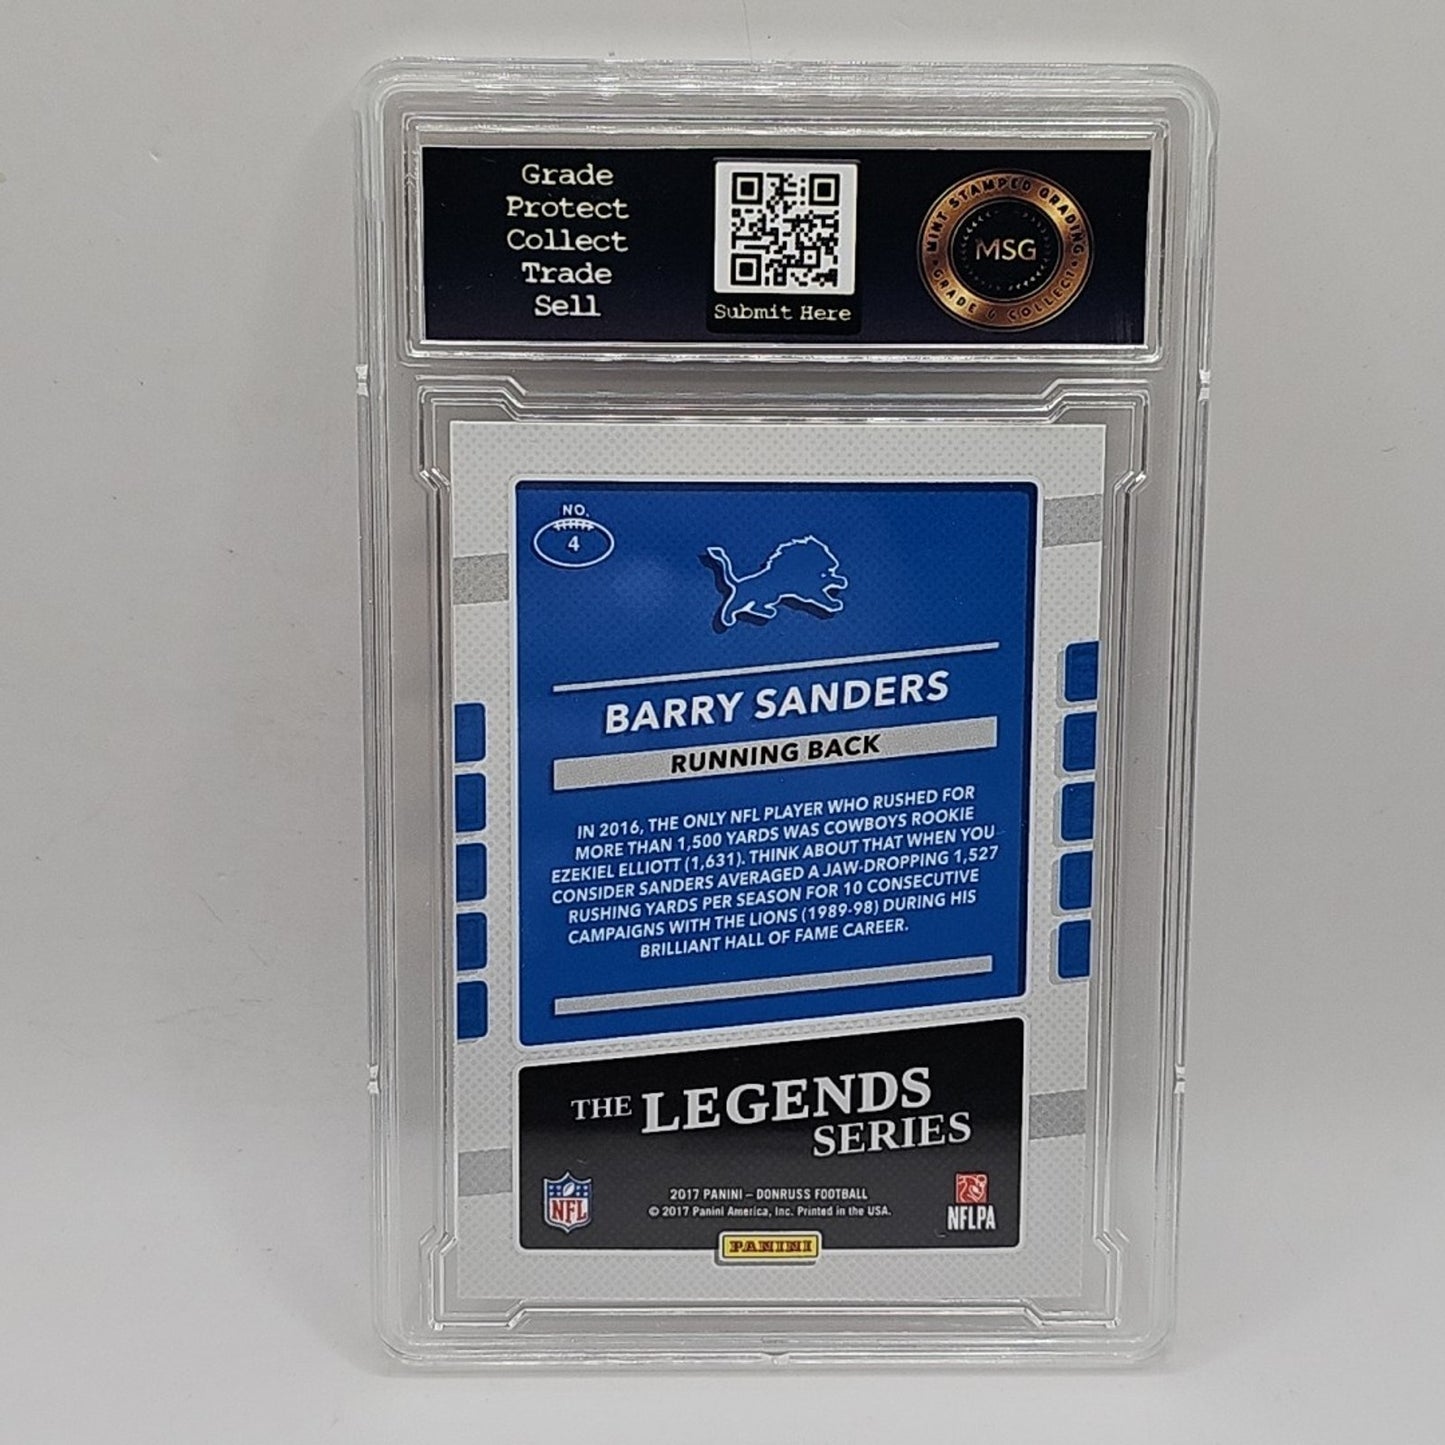 Grade
Protect
Collect
Trade
Sell
Submit Here
MINT STAMPED GRADING
MSG
GRADE & COLLECT
NO.
4
BARRY SANDERS
RUNNING BACK
IN 2016, THE ONLY NFL PLAYER WHO RUSHED FOR
MORE THAN 1,500 YARDS WAS COWBOYS ROOKIE
EZEKIEL ELLIOTT (1,631). THINK ABOUT THAT WHEN YOU
CONSIDER SANDERS AVERAGED A JAW-DROPPING 1,527
RUSHING YARDS PER SEASON FOR 10 CONSECUTIVE
CAMPAIGNS WITH THE LIONS (1989-98) DURING HIS
BRILLIANT HALL OF FAME CAREER.
THE LEGENDS
SERIES
NFL
2017 PANINI – DONRUSS FOOTBALL
© 2017 Panini America, Inc. Printed in the USA.
NFLPA
PANINI